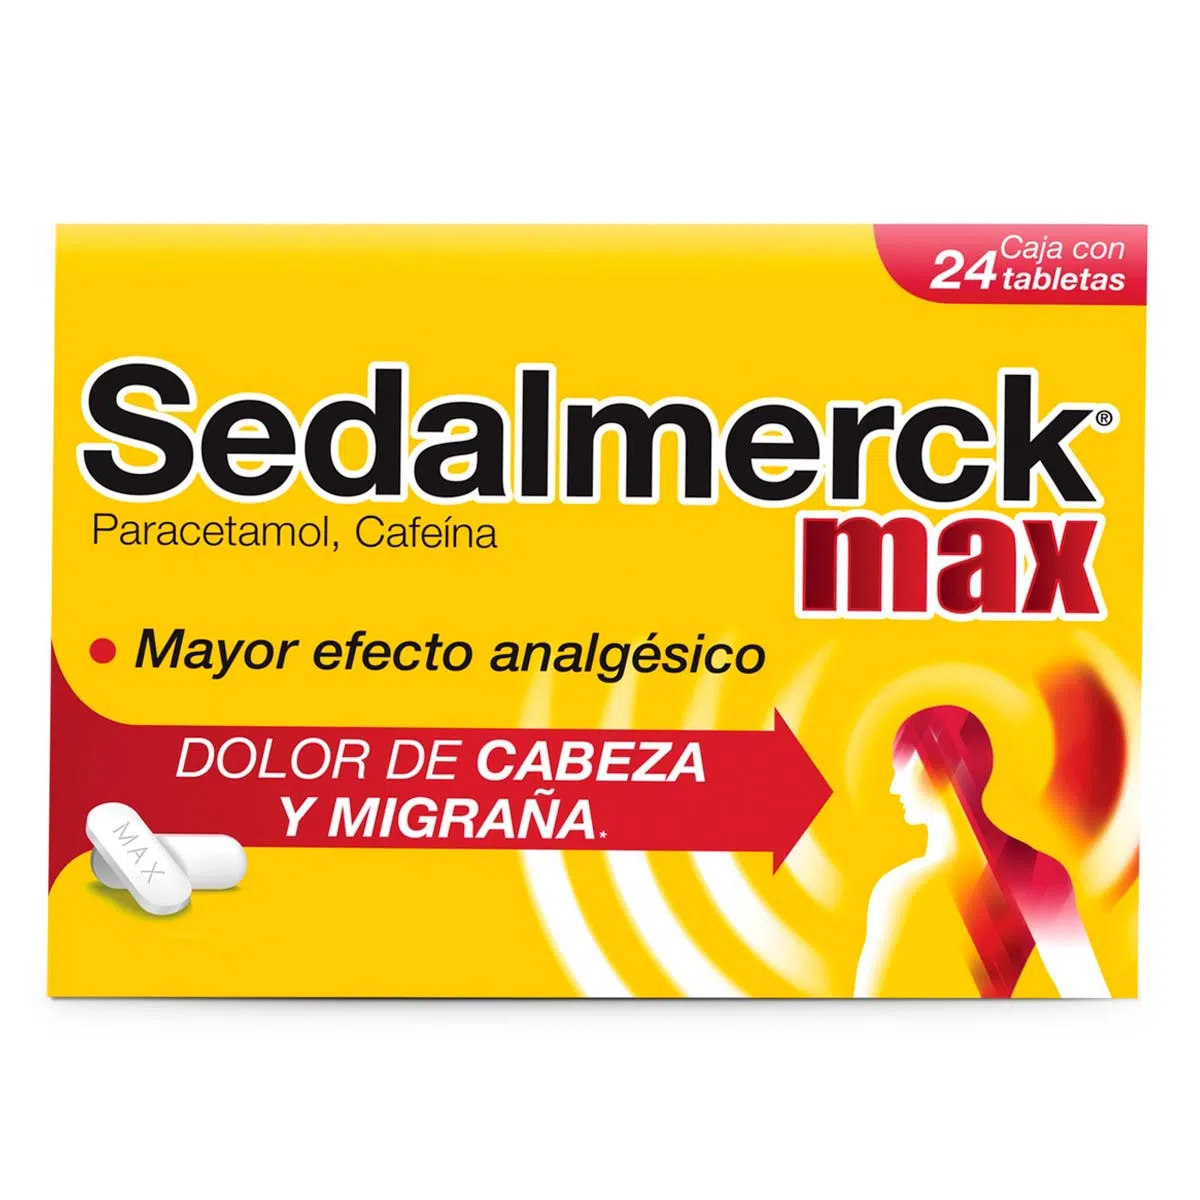 Caja con
24 tabletas
Sedalmerck®
max
Paracetamol, Cafeína
• Mayor efecto analgésico
DOLOR DE CABEZA
Y MIGRAÑA*
MAX